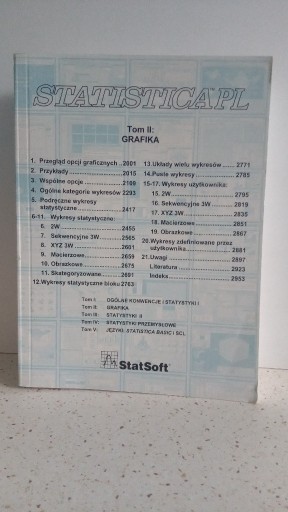 STATISTICA PL
Tom II:
GRAFIKA
1. Przegląd opcji graficznych ..2001
2. Przykłady ...2015
3. Wspólne opcje ...2109
4. Ogólne kategorie wykresów 2293
5. Podręczne wykresy
statystyczne ...2417
6-11. Wykresy statystyczne:
6. 2W ...2455
7. Sekwencyjne 3W ...2565
8. XYZ 3W ...2601
9. Macierzowe ...2659
10. Obrazkowe ...2675
11. Skategoryzowane ...2691
12. Wykresy statystyczne bloku 2763
13. Układy wielu wykresów ...2771
14. Puste wykresy ...2785
15-17. Wykresy użytkownika:
15. 2W ...2795
16. Sekwencyjne 3W ...2819
17. XYZ 3W ...2835
18. Macierzowe ...2851
19. Obrazkowe ...2867
20. Wykresy zdefiniowane przez
użytkownika ...2881
21. Uwagi ...2897
Literatura ...2923
Indeks ...2953
Tom I: OGÓLNE KONWENCJE I STATYSTYKI I
Tom II: GRAFIKA
Tom III: STATYSTYKI II
Tom IV: STATYSTYKI PRZEMYSŁOWE
Tom V: JĘZYKI: STATISTICA BASIC I SCL
StatSoft